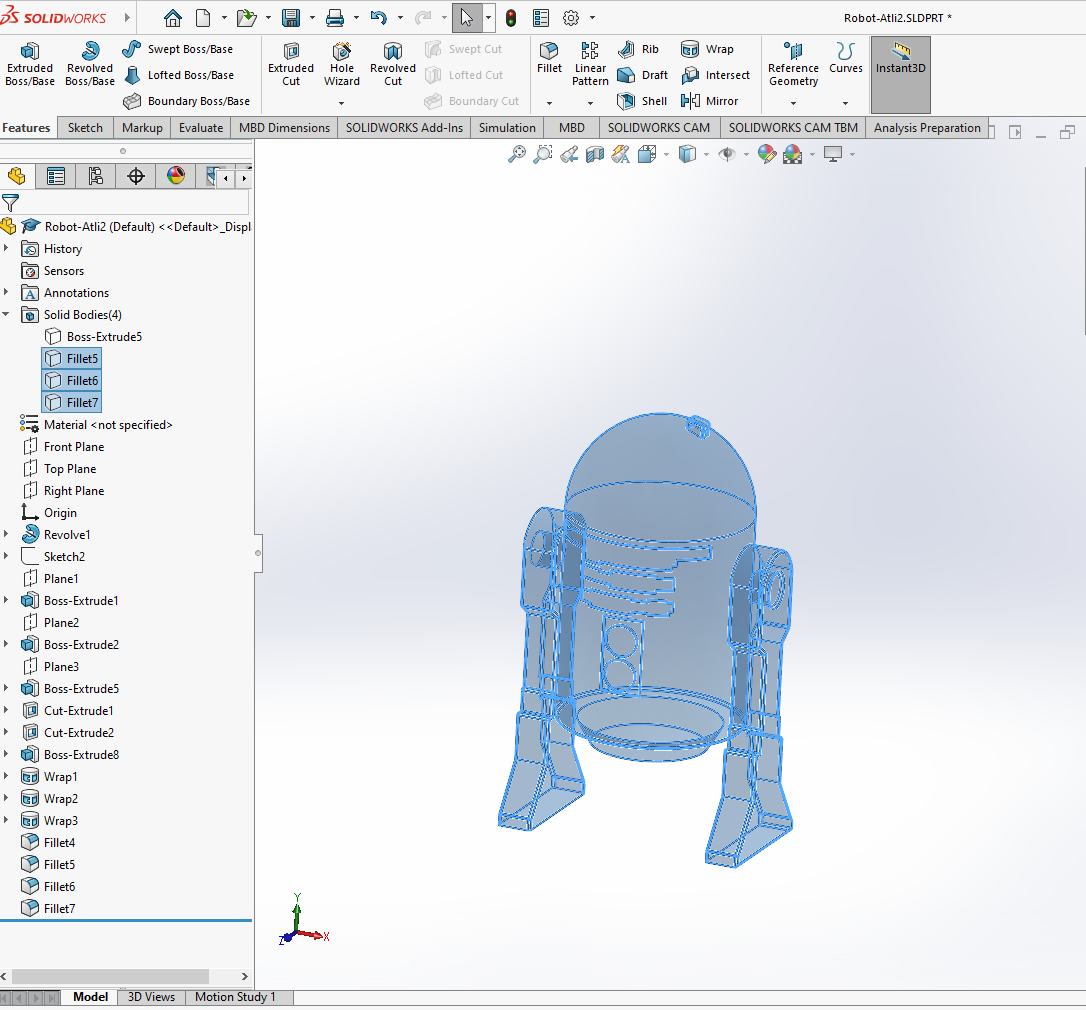 SOLIDWORKS
Robot-Atli2.SLDPRT *
Extruded Boss/Base
Revolved Boss/Base
Swept Boss/Base
Lofted Boss/Base
Boundary Boss/Base
Extruded Cut
Hole Wizard
Revolved Cut
Swept Cut
Lofted Cut
Boundary Cut
Fillet
Linear Pattern
Rib
Draft
Shell
Wrap
Intersect
Mirror
Reference Geometry
Curves
Instant3D
Features
Sketch
Markup
Evaluate
MBD Dimensions
SOLIDWORKS Add-Ins
Simulation
MBD
SOLIDWORKS CAM
SOLIDWORKS CAM TBM
Analysis Preparation
Robot-Atli2 (Default) <<Default>_Displ
History
Sensors
A Annotations
Solid Bodies(4)
Boss-Extrude5
Fillet5
Fillet6
Fillet7
Material <not specified>
Front Plane
Top Plane
Right Plane
Origin
Revolve1
Sketch2
Plane1
Boss-Extrude1
Plane2
Boss-Extrude2
Plane3
Boss-Extrude5
Cut-Extrude1
Cut-Extrude2
Boss-Extrude8
Wrap1
Wrap2
Wrap3
Fillet4
Fillet5
Fillet6
Fillet7
Y
Z
X
Model
3D Views
Motion Study 1